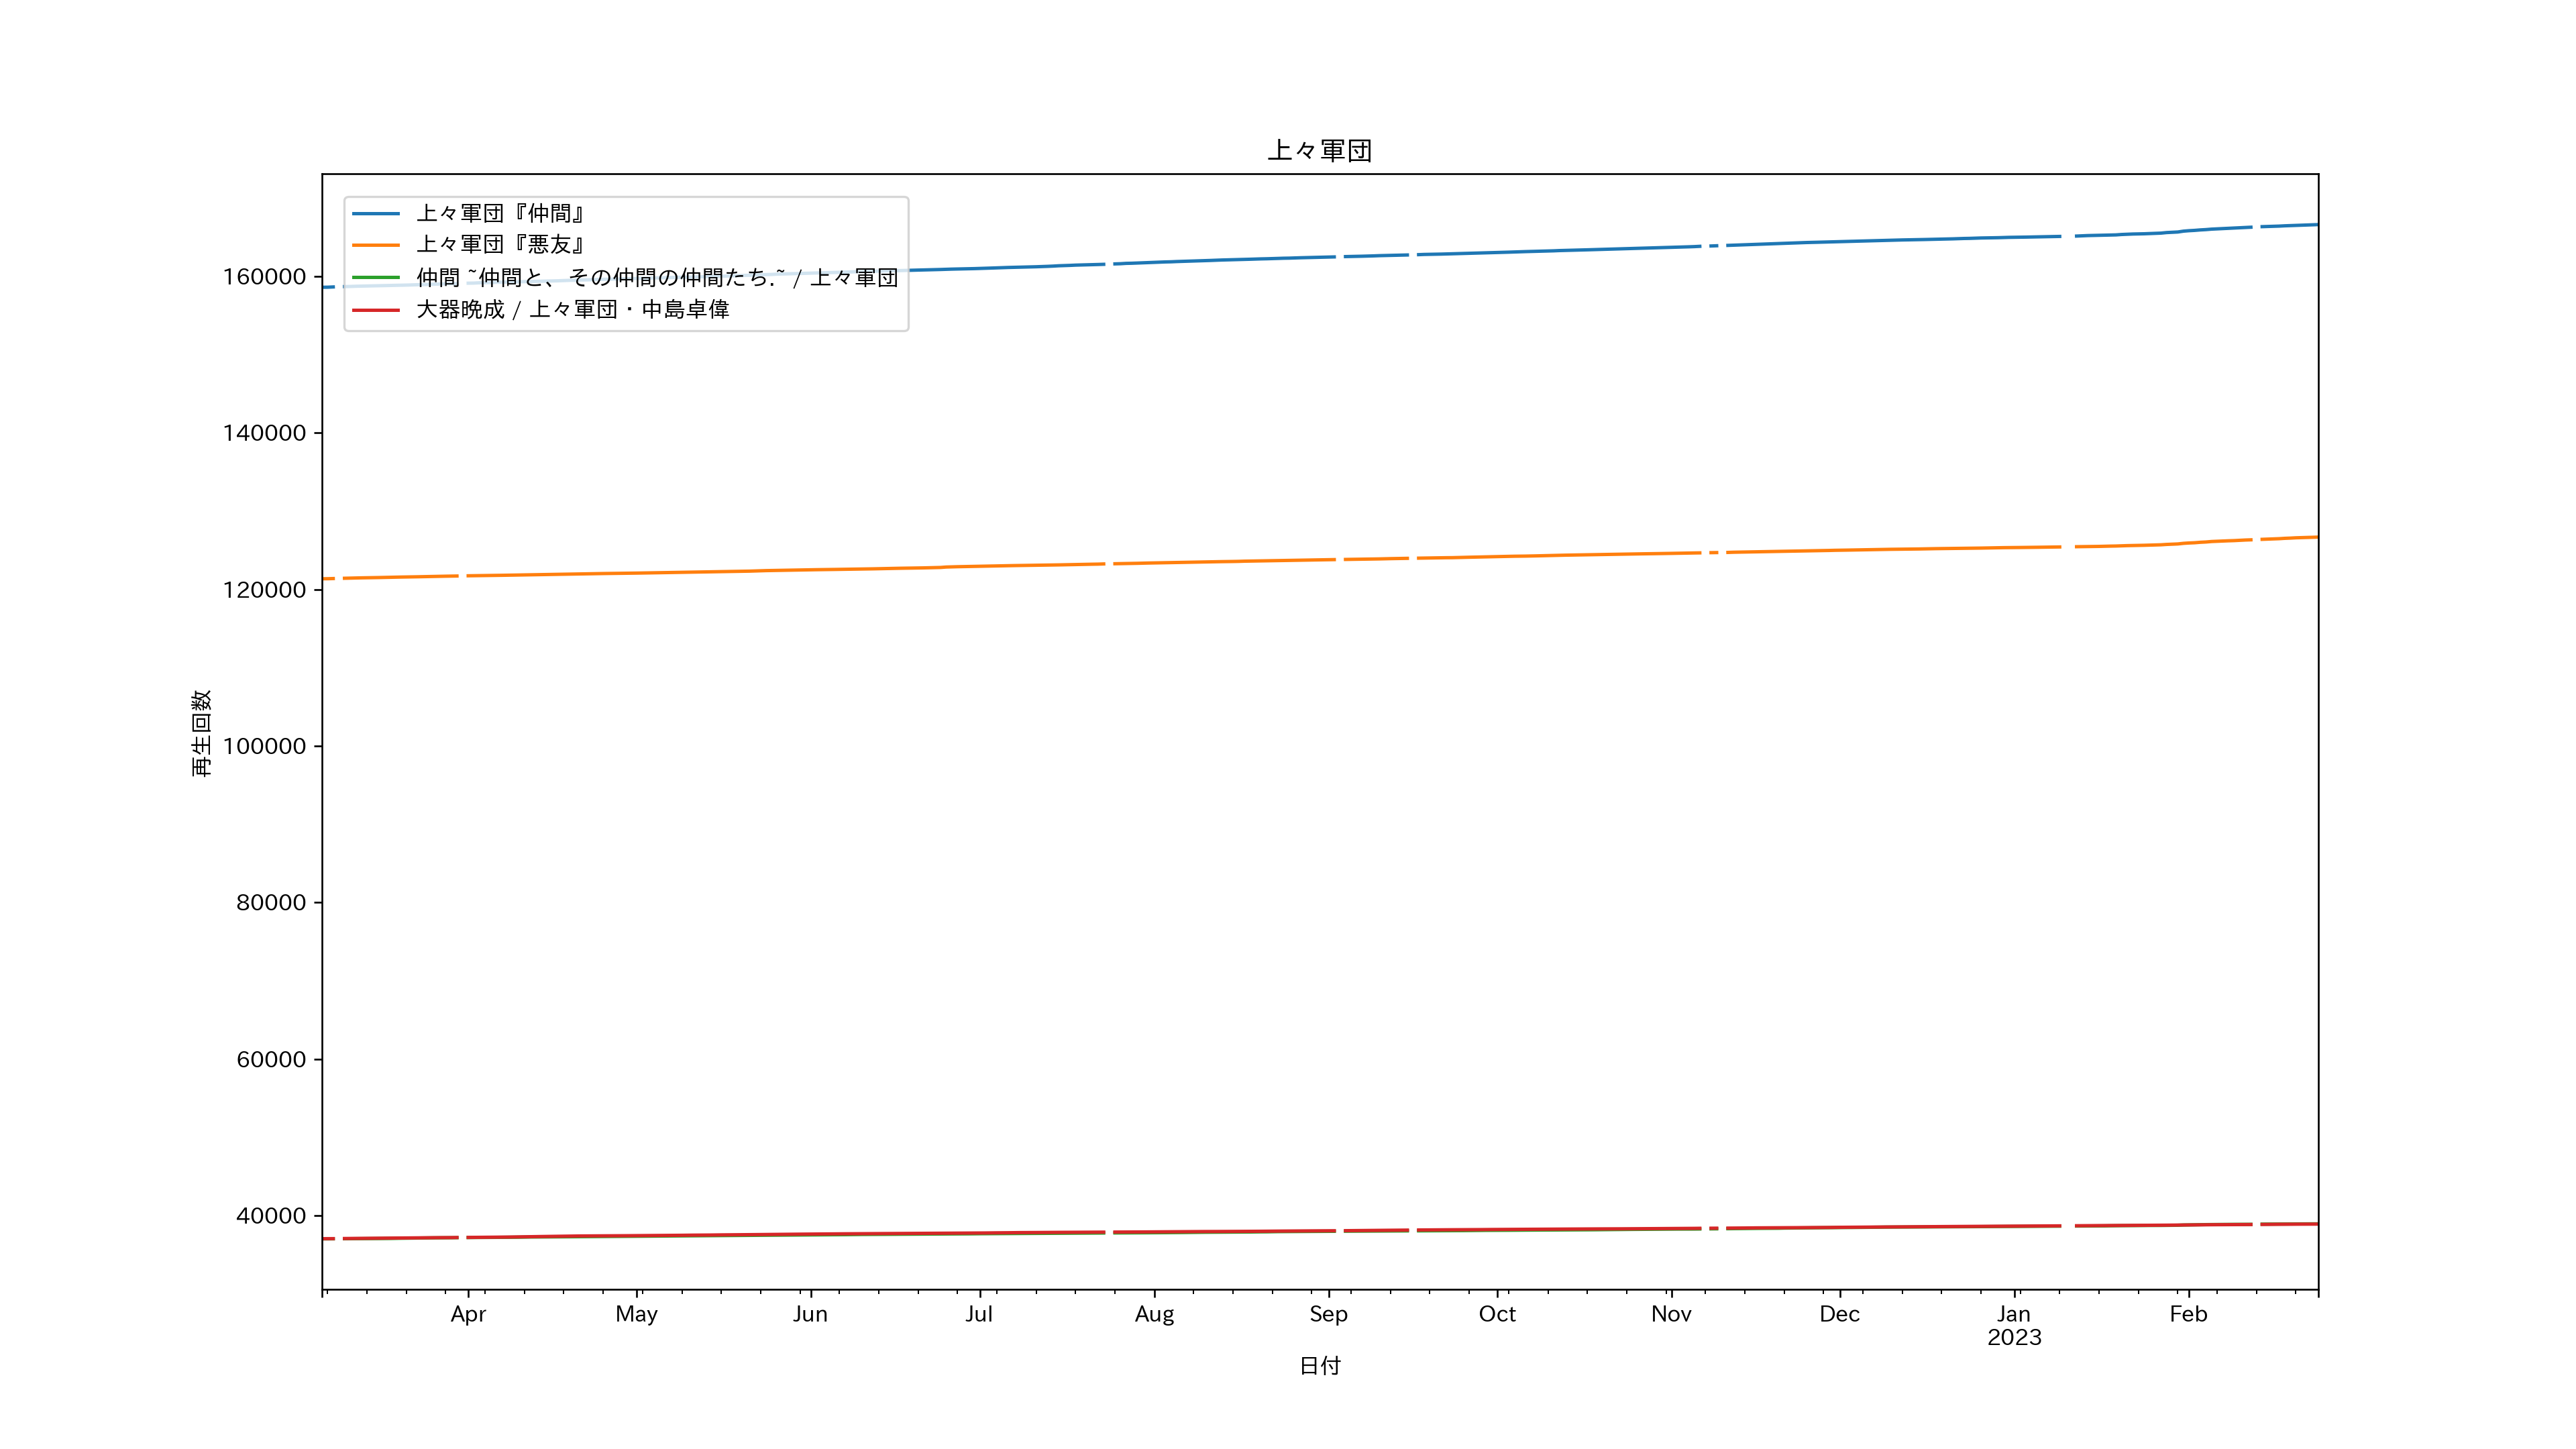 上々軍団
上々軍団『仲間』
上々軍団『悪友』
仲間 ~仲間と、その仲間の仲間たち.~ / 上々軍団
大器晩成 / 上々軍団・中島卓偉
160000
140000
120000
100000
80000
60000
40000
再生回数
Apr May Jun Jul Aug Sep Oct Nov Dec Jan Feb
2023
日付